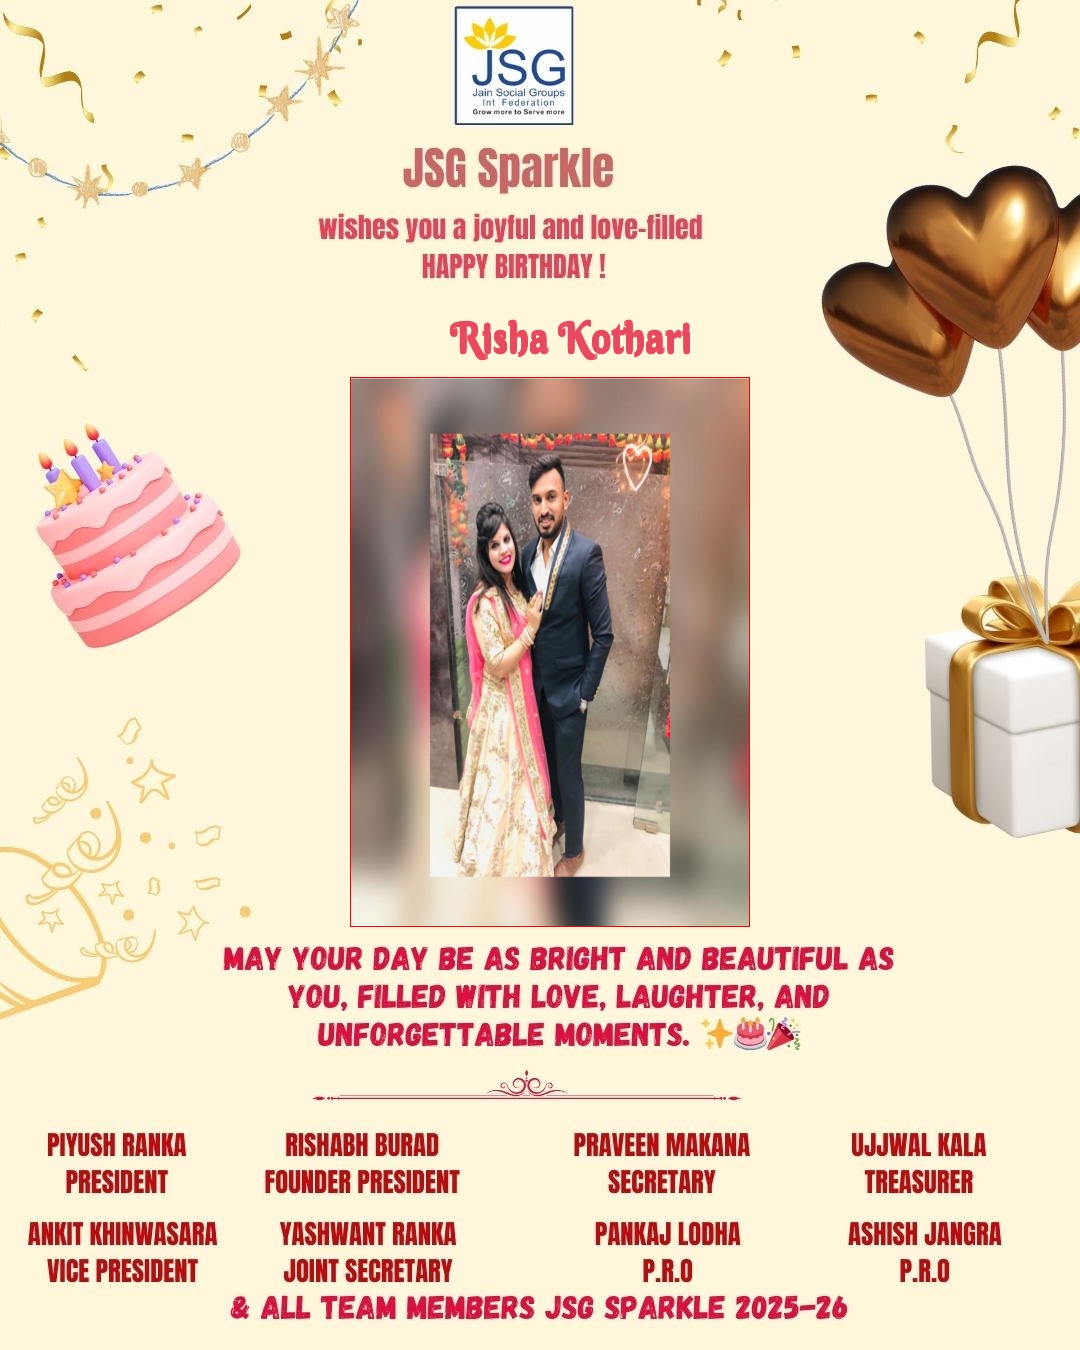 JSG
Jain Social Groups
Int Federation
Grow more to Serve more
JSG Sparkle
wishes you a joyful and love-filled
HAPPY BIRTHDAY !
Risha Kothari
MAY YOUR DAY BE AS BRIGHT AND BEAUTIFUL AS
YOU, FILLED WITH LOVE, LAUGHTER, AND
UNFORGETTABLE MOMENTS. ✨🎂🎉
PIYUSH RANKA
PRESIDENT
RISHABH BURAD
FOUNDER PRESIDENT
PRAVEEN MAKANA
SECRETARY
UJJWAL KALA
TREASURER
ANKIT KHINWASARA
VICE PRESIDENT
YASHWANT RANKA
JOINT SECRETARY
PANKAJ LODHA
P.R.O
ASHISH JANGRA
P.R.O
& ALL TEAM MEMBERS JSG SPARKLE 2025-26